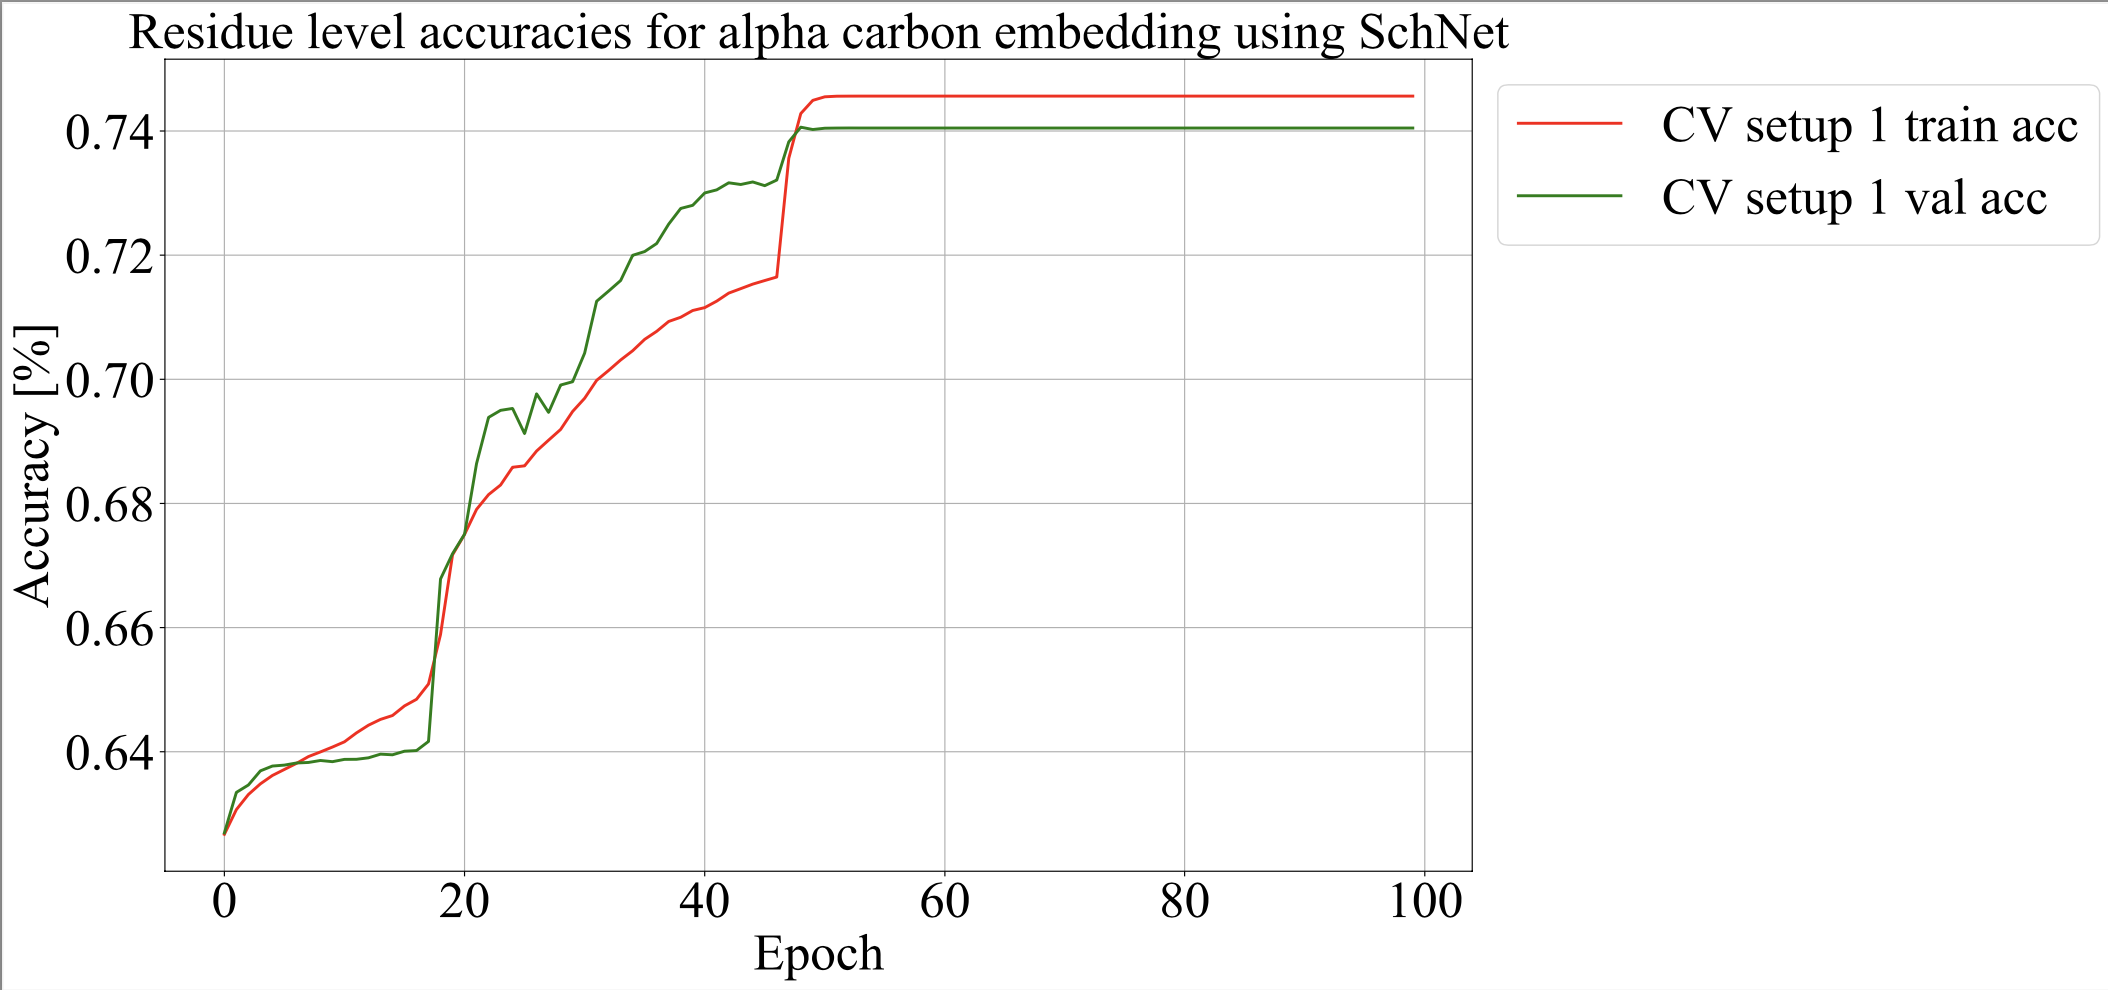 Residue level accuracies for alpha carbon embedding using SchNet
Accuracy [%]
0.74
0.72
0.70
0.68
0.66
0.64
0 20 40 60 80 100
Epoch
CV setup 1 train acc
CV setup 1 val acc